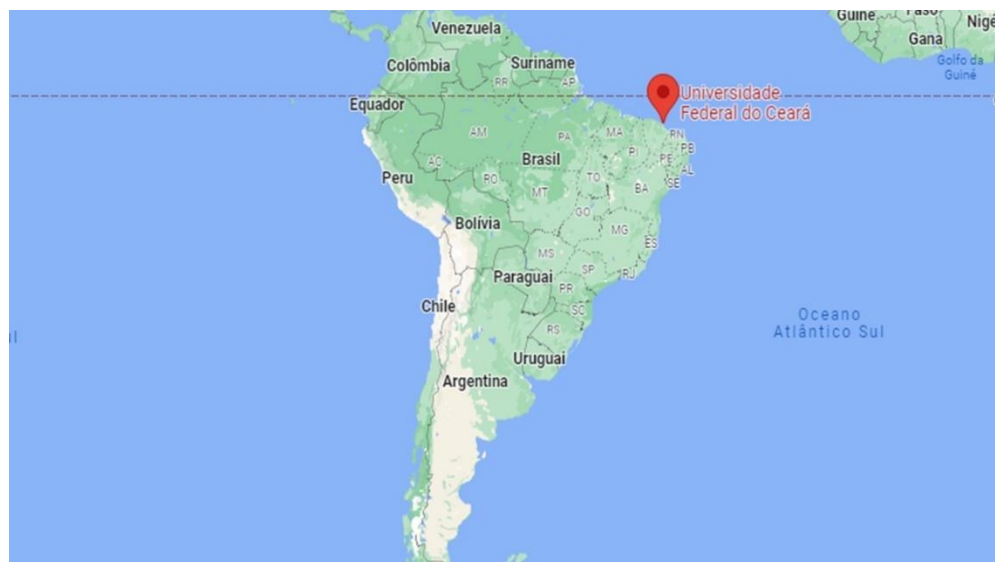 Guiné
Gana
Golfo da
Guiné
Venezuela
Colômbia
Suriname
RR
AP
Equador
Universidade
Federal do Ceará
AM
PA
MA
RN
PB
PI
PE
AL
SE
Brasil
AC
RO
TO
BA
MT
Peru
GO
Bolívia
MG
ES
MS
SP
RJ
Paraguai
PR
SC
Chile
RS
Oceano
Atlântico Sul
Uruguai
Argentina